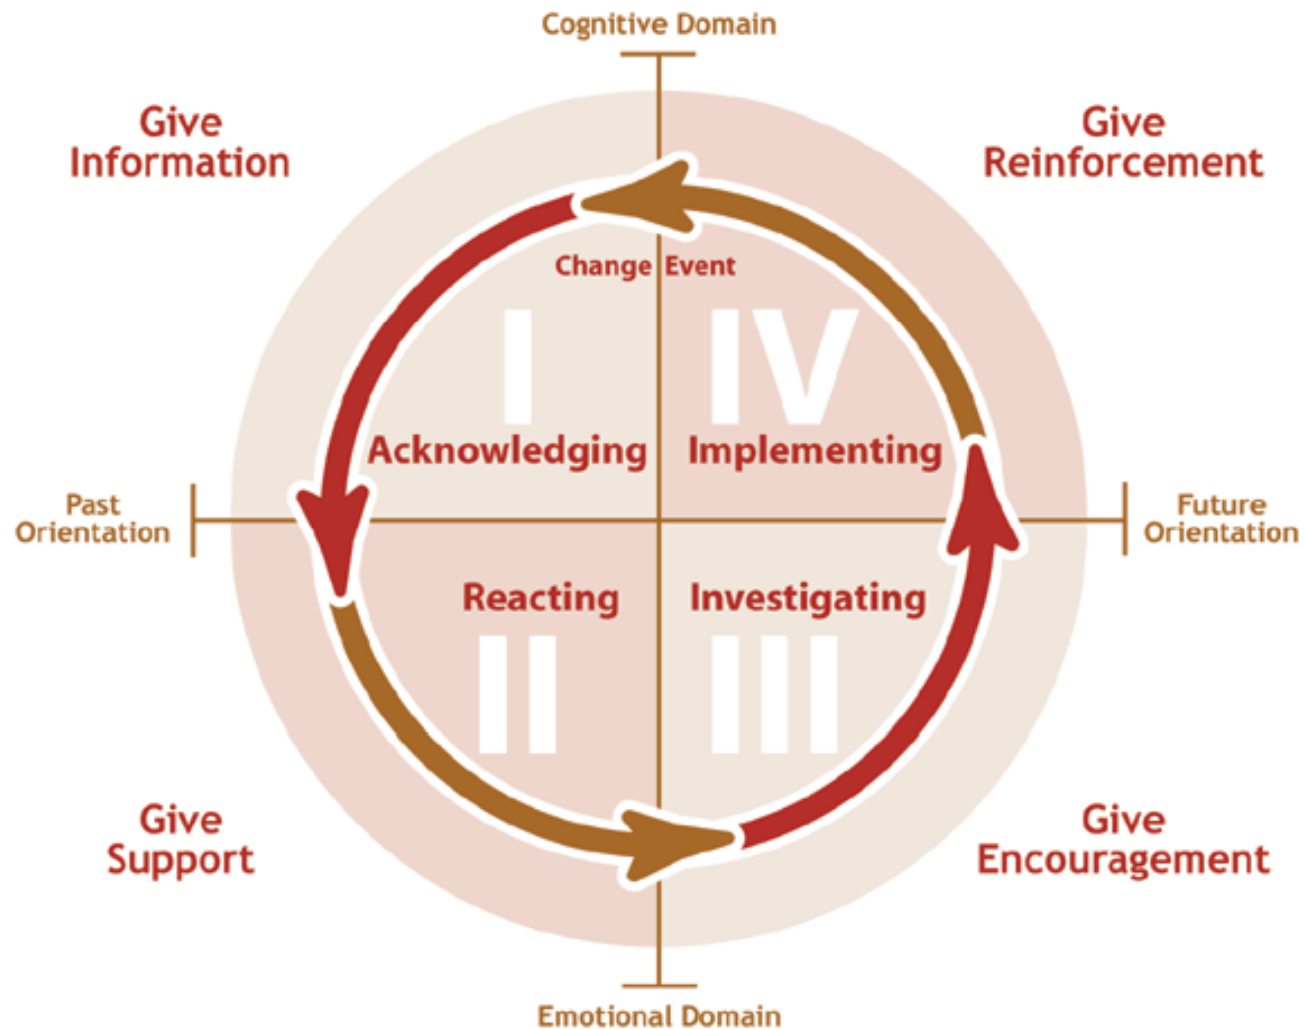 Cognitive Domain
Give
Information
Give
Reinforcement
Change Event
I
IV
Acknowledging
Implementing
Past
Orientation
Future
Orientation
Reacting
Investigating
II
III
Give
Support
Give
Encouragement
Emotional Domain